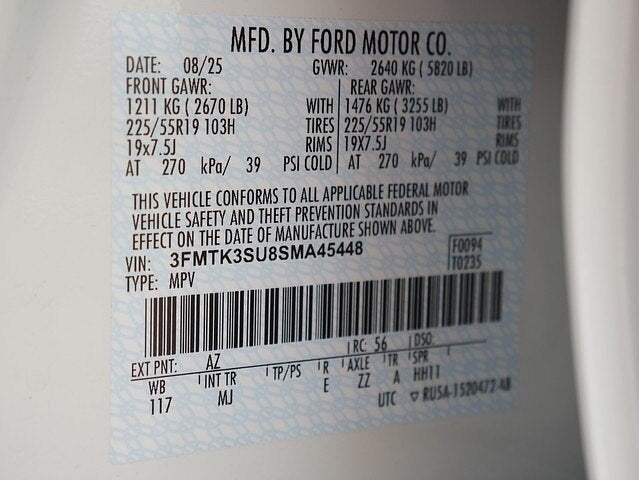 MFD. BY FORD MOTOR CO.
DATE: 08/25 GVWR: 2640 KG ( 5820 LB)
FRONT GAWR: REAR GAWR:
1211 KG ( 2670 LB) WITH 1476 KG ( 3255 LB) WITH
225/55R19 103H TIRES 225/55R19 103H TIRES
19x7.5J RIMS 19x7.5J RIMS
AT 270 kPa/ 39 PSI COLD AT 270 kPa/ 39 PSI COLD
THIS VEHICLE CONFORMS TO ALL APPLICABLE FEDERAL MOTOR
VEHICLE SAFETY AND THEFT PREVENTION STANDARDS IN
EFFECT ON THE DATE OF MANUFACTURE SHOWN ABOVE.
VIN: 3FMTK3SU8SMA45448 F0094
TYPE: MPV T0235
EXT PNT: AZ RC: 56 DSO:
WB INT TR TP/PS R AXLE TR SPR
117 MJ E ZZ A HH11
UTC ▽ RUSA-1520472-AB